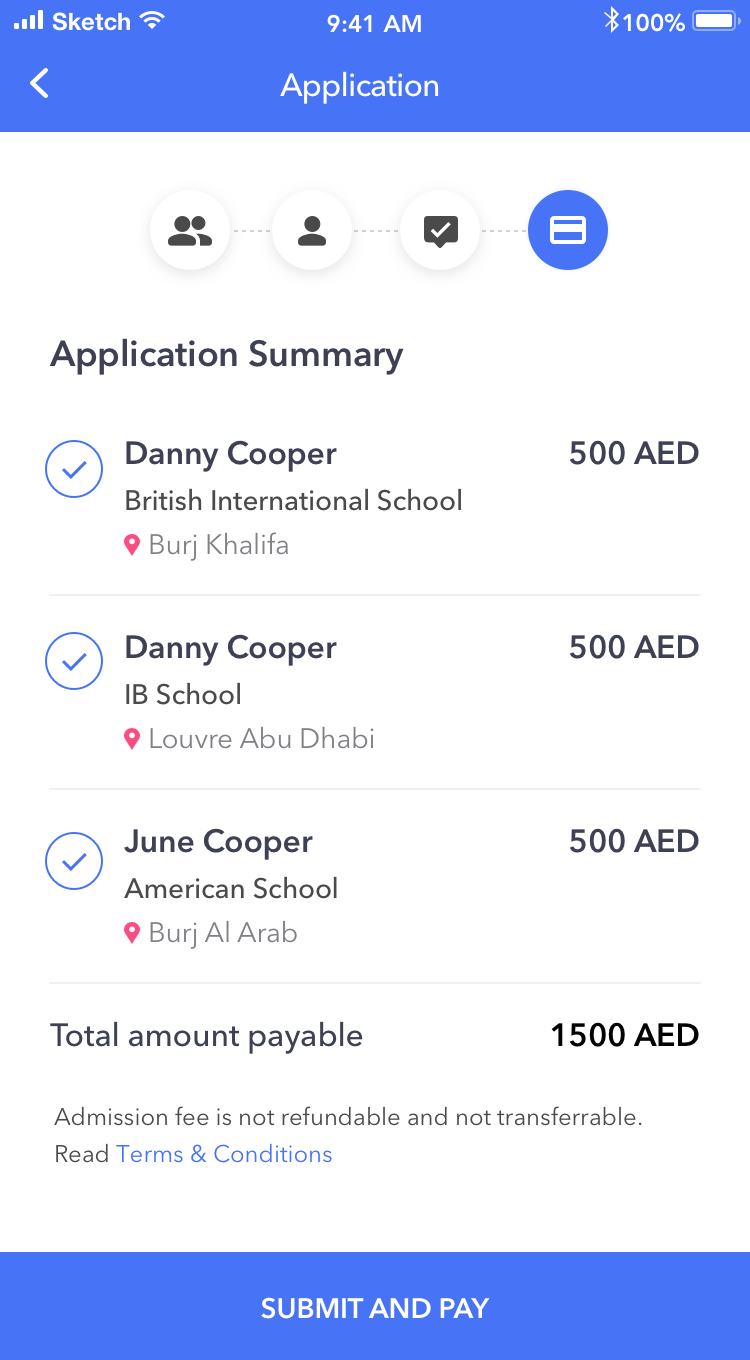 Sketch 9:41 AM 100%
Application
Application Summary
Danny Cooper 500 AED
British International School
Burj Khalifa
Danny Cooper 500 AED
IB School
Louvre Abu Dhabi
June Cooper 500 AED
American School
Burj Al Arab
Total amount payable 1500 AED
Admission fee is not refundable and not transferrable.
Read Terms & Conditions
SUBMIT AND PAY